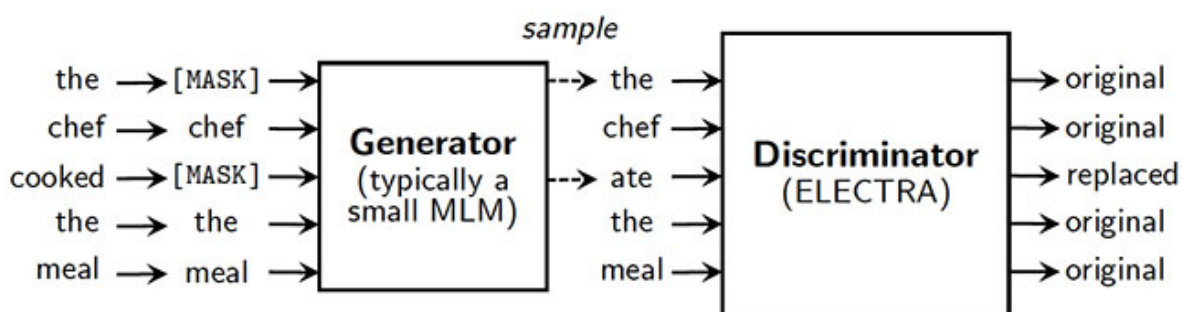 sample
the [MASK] the original
chef chef chef original
cooked [MASK] ate replaced
the the the original
meal meal meal original
Generator
(typically a
small MLM)
Discriminator
(ELECTRA)